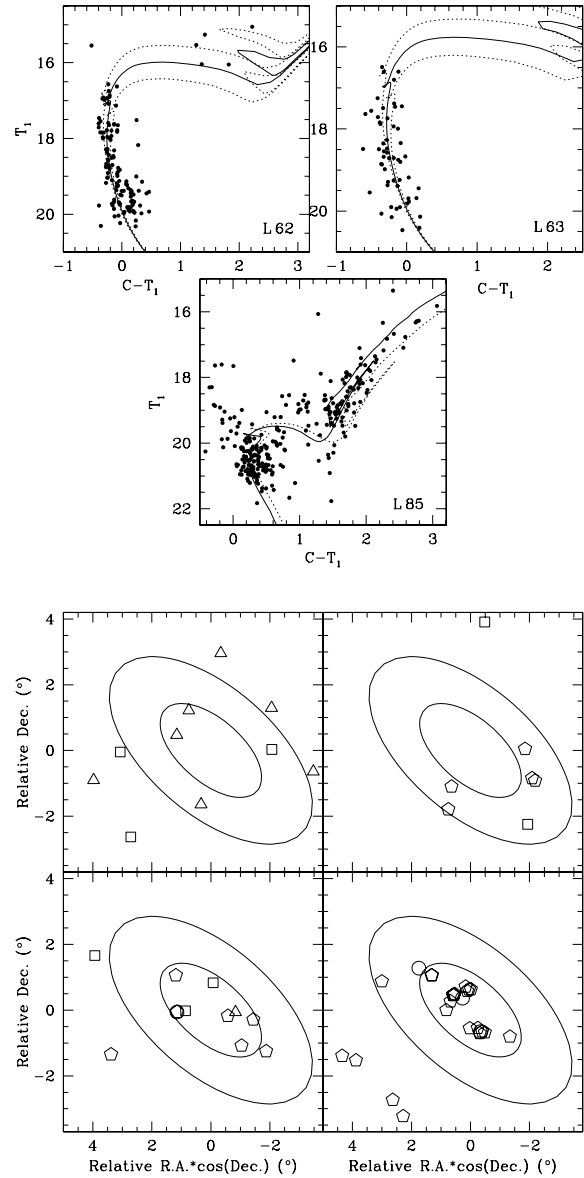 16
18
20
T₁
L 62
-1 0 1 2 3
C-T₁
16
18
20
L 63
-1 0 1 2
C-T₁
16
18
20
22
T₁
L 85
0 1 2 3
C-T₁
4
2
0
-2
Relative Dec. (°)
4
2
0
-2
Relative Dec. (°)
4 2 0 -2 4 2 0 -2
Relative R.A.*cos(Dec.) (°) Relative R.A.*cos(Dec.) (°)